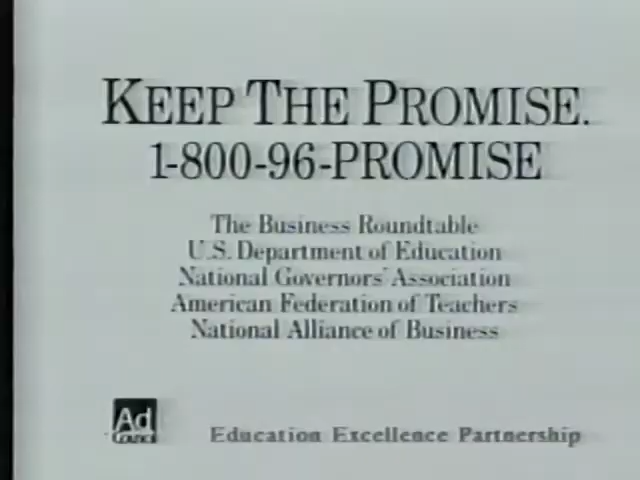 KEEP THE PROMISE.
1-800-96-PROMISE
The Business Roundtable
U.S. Department of Education
National Governors' Association
American Federation of Teachers
National Alliance of Business
Ad
COUNCIL
Education Excellence Partnership